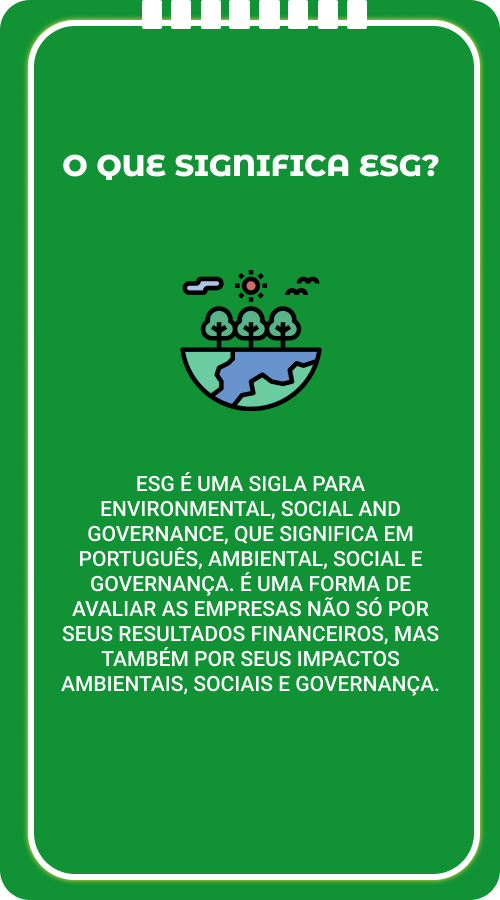 O QUE SIGNIFICA ESG?
ESG É UMA SIGLA PARA
ENVIRONMENTAL, SOCIAL AND
GOVERNANCE, QUE SIGNIFICA EM
PORTUGUÊS, AMBIENTAL, SOCIAL E
GOVERNANÇA. É UMA FORMA DE
AVALIAR AS EMPRESAS NÃO SÓ POR
SEUS RESULTADOS FINANCEIROS, MAS
TAMBÉM POR SEUS IMPACTOS
AMBIENTAIS, SOCIAIS E GOVERNANÇA.